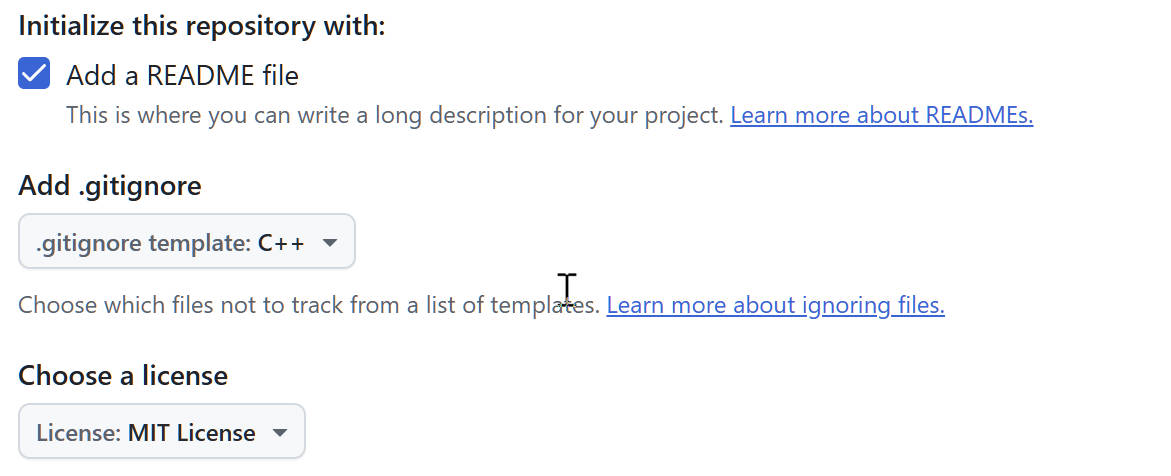 Initialize this repository with:
Add a README file
This is where you can write a long description for your project. Learn more about READMEs.
Add .gitignore
.gitignore template: C++
Choose which files not to track from a list of templates. Learn more about ignoring files.
Choose a license
License: MIT License